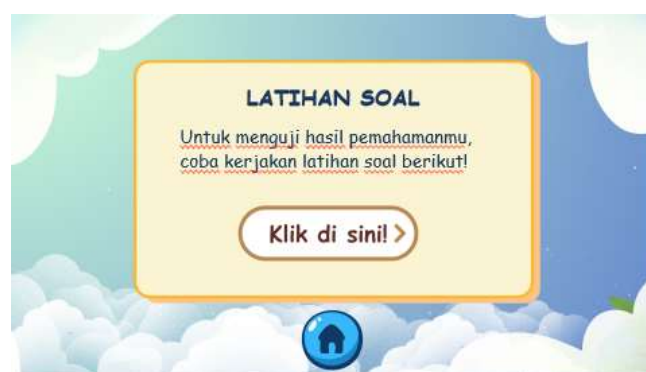 LATIHAN SOAL
Untuk menguji hasil pemahamanmu,
coba kerjakan latihan soal berikut!
Klik di sini!